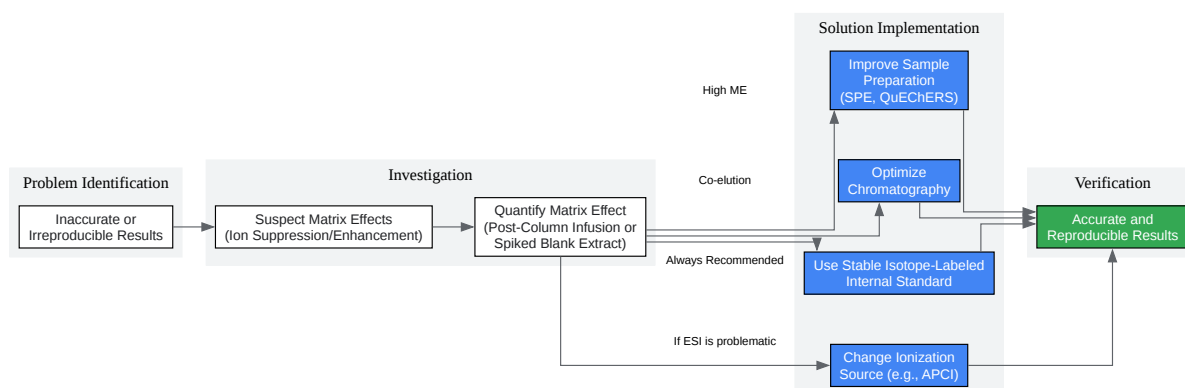 Problem Identification
Inaccurate or
Irreproducible Results
Investigation
Suspect Matrix Effects
(Ion Suppression/Enhancement)
Quantify Matrix Effect
(Post-Column Infusion or
Spiked Blank Extract)
High ME
Co-elution
Always Recommended
If ESI is problematic
Solution Implementation
Improve Sample
Preparation
(SPE, QuEChERS)
Optimize
Chromatography
Use Stable Isotope-Labeled
Internal Standard
Change Ionization
Source (e.g., APCI)
Verification
Accurate and
Reproducible Results